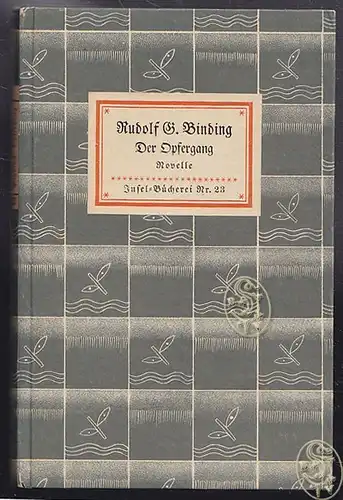 Rudolf G. Binding
Der Opfergang
Novelle
Insel-Bücherei Nr. 23